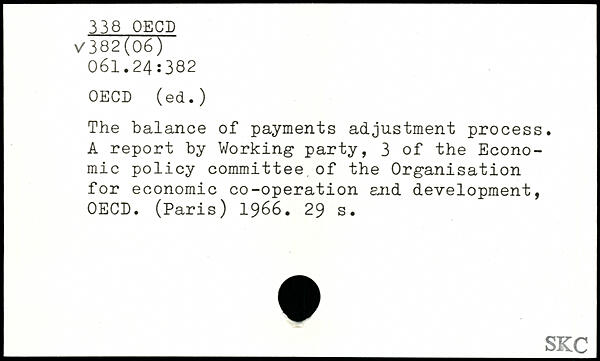 338 OECD
v 382(06)
061.24:382
OECD (ed.)
The balance of payments adjustment process.
A report by Working party, 3 of the Econo-
mic policy committee of the Organisation
for economic co-operation and development,
OECD. (Paris) 1966. 29 s.
SKC